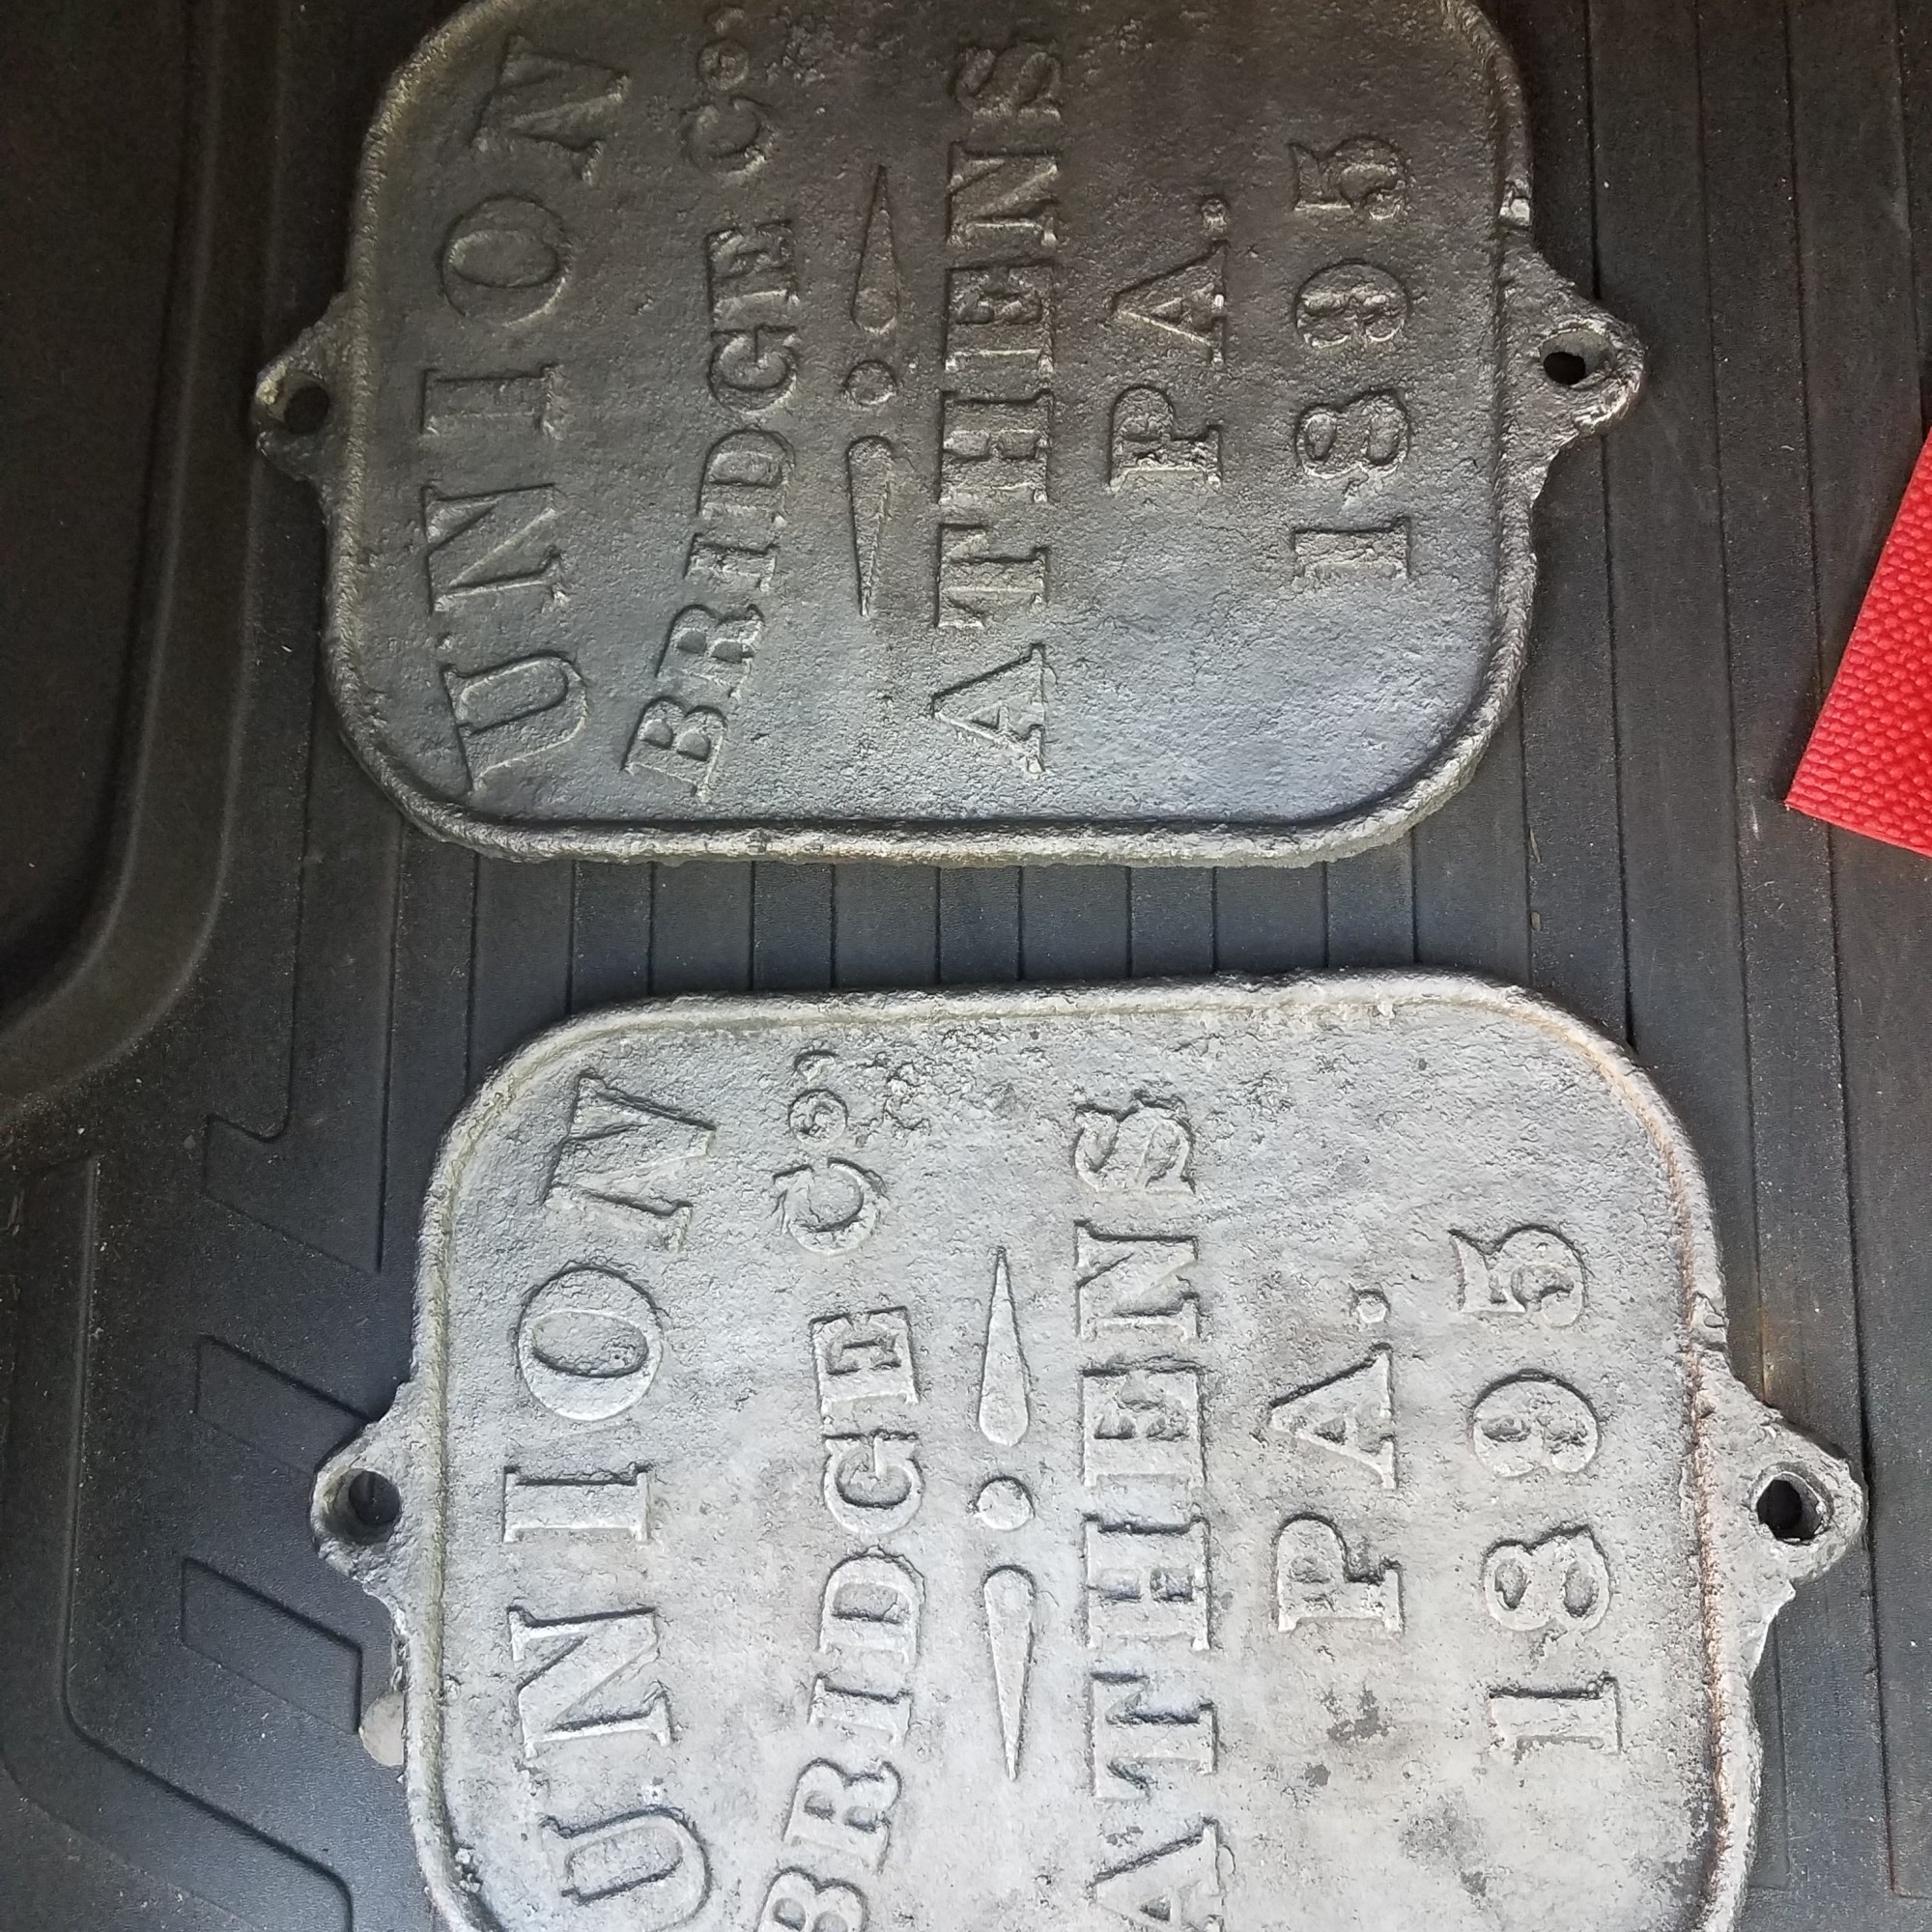 UNION
BRIDGE Co.,
ATHENS
PA.
1895
UNION
BRIDGE Co.,
ATHENS
PA.
1895